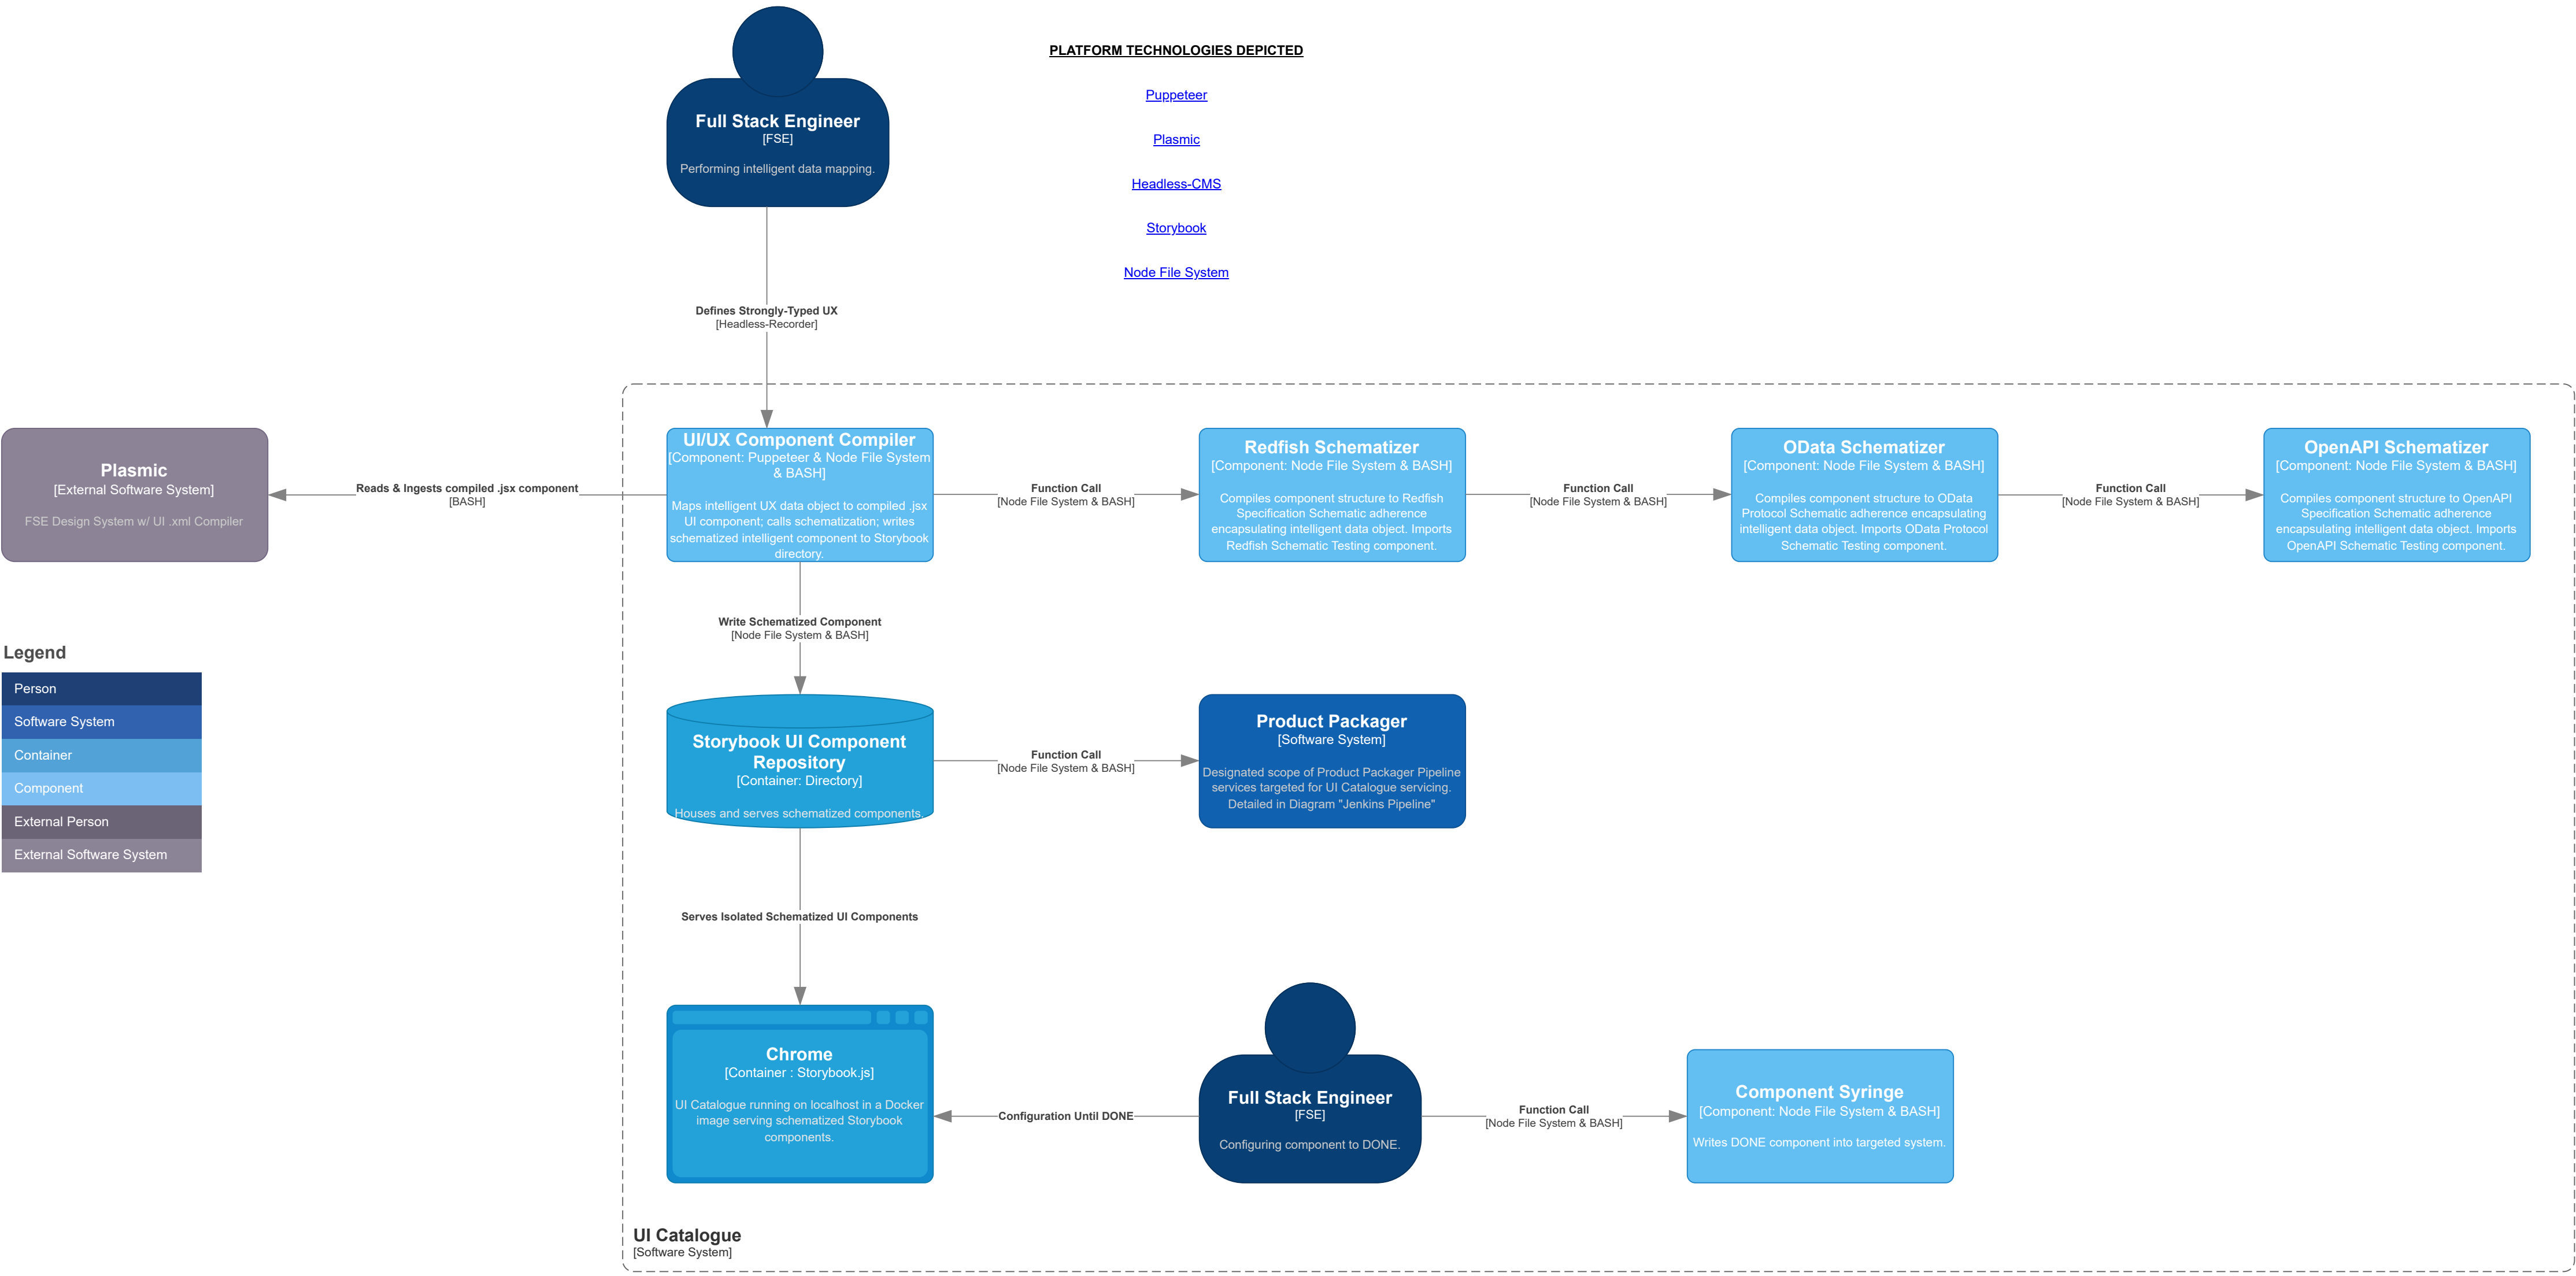 PLATFORM TECHNOLOGIES DEPICTED
Puppeteer
Plasmic
Headless-CMS
Storybook
Node File System
Full Stack Engineer
[FSE]
Performing intelligent data mapping.
Defines Strongly-Typed UX
[Headless-Recorder]
Plasmic
[External Software System]
FSE Design System w/ UI .xml Compiler
Reads & Ingests compiled .jsx component
[BASH]
UI/UX Component Compiler
[Component: Puppeteer & Node File System
& BASH]
Maps intelligent UX data object to compiled .jsx
UI component; calls schematization; writes
schematized intelligent component to Storybook
directory.
Function Call
[Node File System & BASH]
Redfish Schematizer
[Component: Node File System & BASH]
Compiles component structure to Redfish
Specification Schematic adherence
encapsulating intelligent data object. Imports
Redfish Schematic Testing component.
Function Call
[Node File System & BASH]
OData Schematizer
[Component: Node File System & BASH]
Compiles component structure to OData
Protocol Schematic adherence encapsulating
intelligent data object. Imports OData Protocol
Schematic Testing component.
Function Call
[Node File System & BASH]
OpenAPI Schematizer
[Component: Node File System & BASH]
Compiles component structure to OpenAPI
Specification Schematic adherence
encapsulating intelligent data object. Imports
OpenAPI Schematic Testing component.
Write Schematized Component
[Node File System & BASH]
Legend
Person
Software System
Container
Component
External Person
External Software System
Storybook UI Component
Repository
[Container: Directory]
Houses and serves schematized components.
Function Call
[Node File System & BASH]
Product Packager
[Software System]
Designated scope of Product Packager Pipeline
services targeted for UI Catalogue servicing.
Detailed in Diagram "Jenkins Pipeline"
Serves Isolated Schematized UI Components
Chrome
[Container : Storybook.js]
UI Catalogue running on localhost in a Docker
image serving schematized Storybook
components.
Configuration Until DONE
Full Stack Engineer
[FSE]
Configuring component to DONE.
Function Call
[Node File System & BASH]
Component Syringe
[Component: Node File System & BASH]
Writes DONE component into targeted system.
UI Catalogue
[Software System]